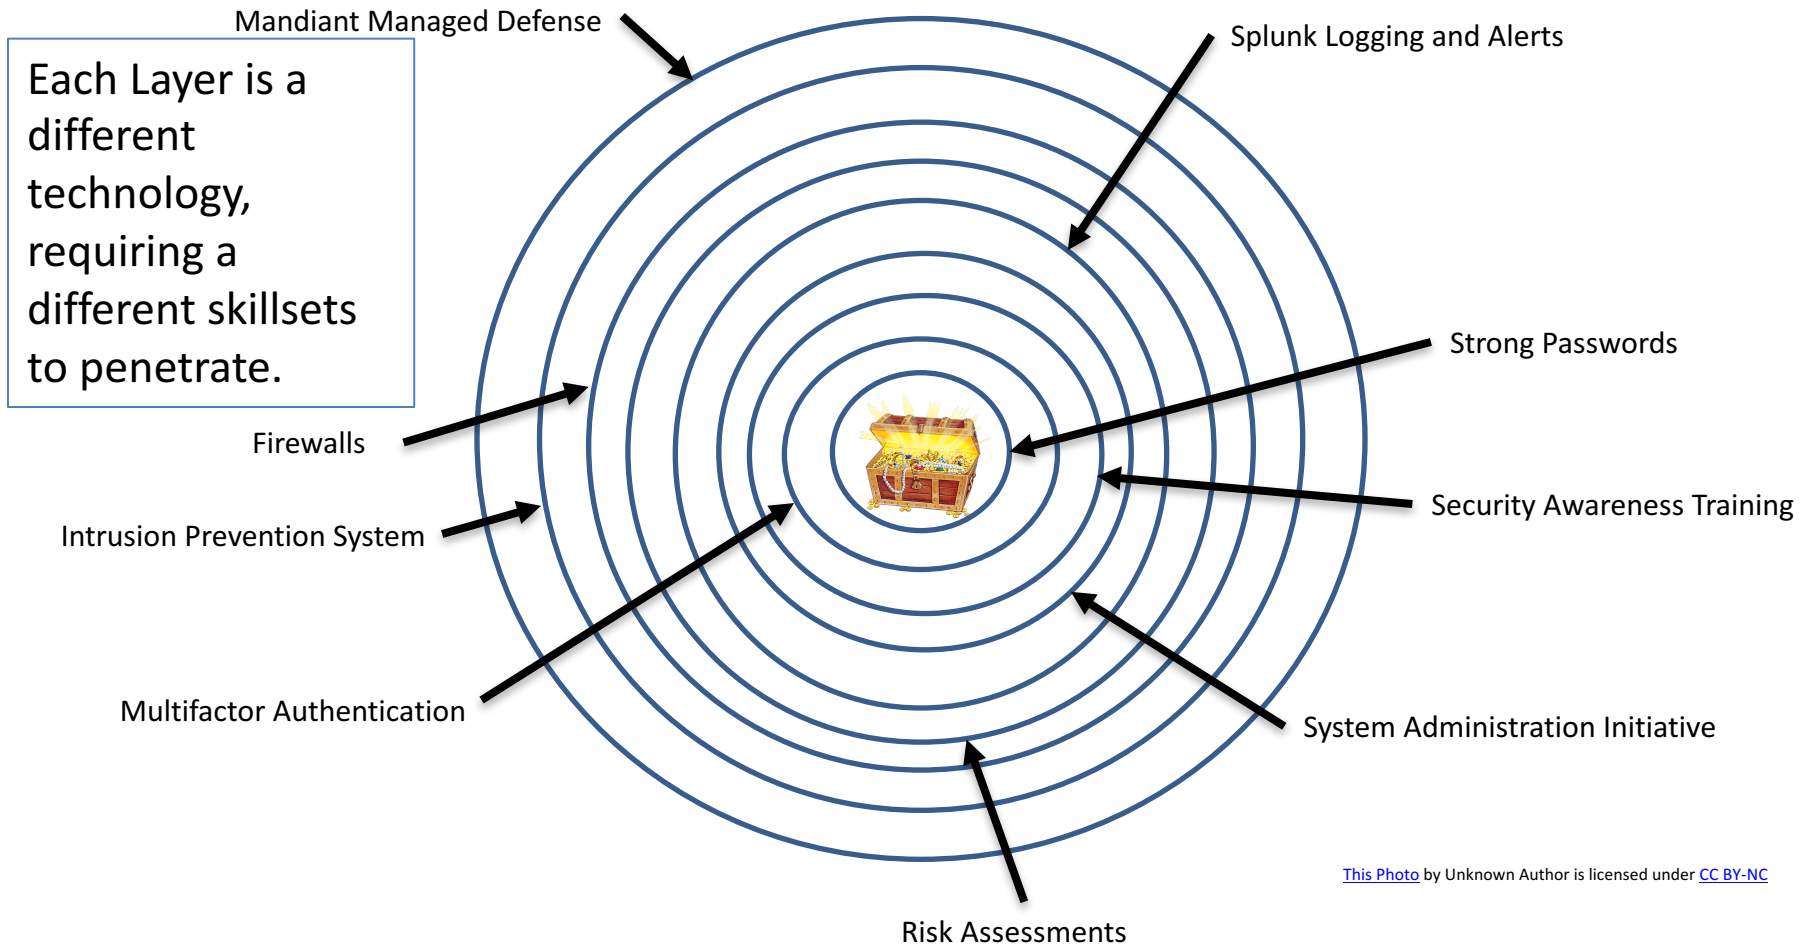 Mandiant Managed Defense
Splunk Logging and Alerts
Each Layer is a
different
technology,
requiring a
different skillsets
to penetrate.
Strong Passwords
Firewalls
Security Awareness Training
Intrusion Prevention System
Multifactor Authentication
System Administration Initiative
This Photo by Unknown Author is licensed under CC BY-NC
Risk Assessments